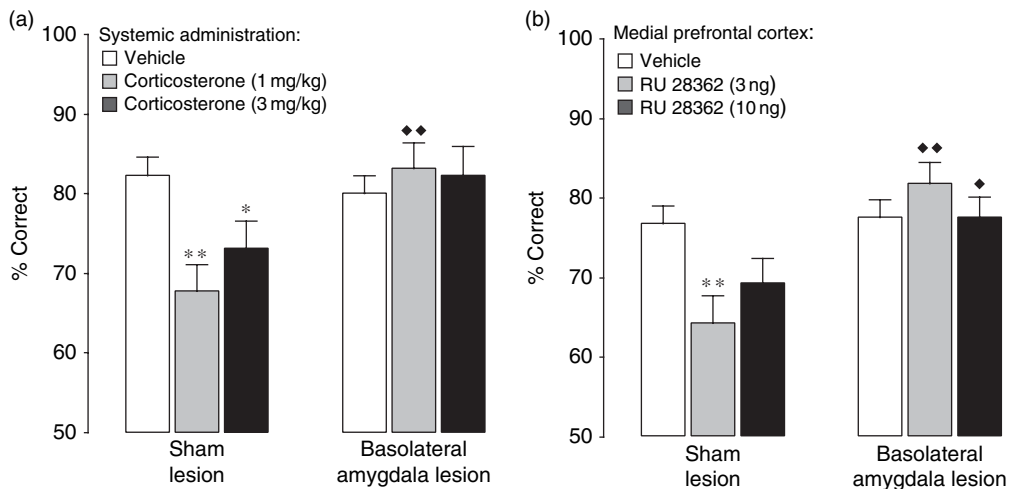 (a)
Systemic administration:
Vehicle
Corticosterone (1 mg/kg)
Corticosterone (3 mg/kg)
% Correct
100
90
80
70
60
50
**
*
◆◆
Sham
lesion
Basolateral
amygdala lesion
(b)
Medial prefrontal cortex:
Vehicle
RU 28362 (3 ng)
RU 28362 (10 ng)
% Correct
100
90
80
70
60
50
**
◆◆
◆
Sham
lesion
Basolateral
amygdala lesion